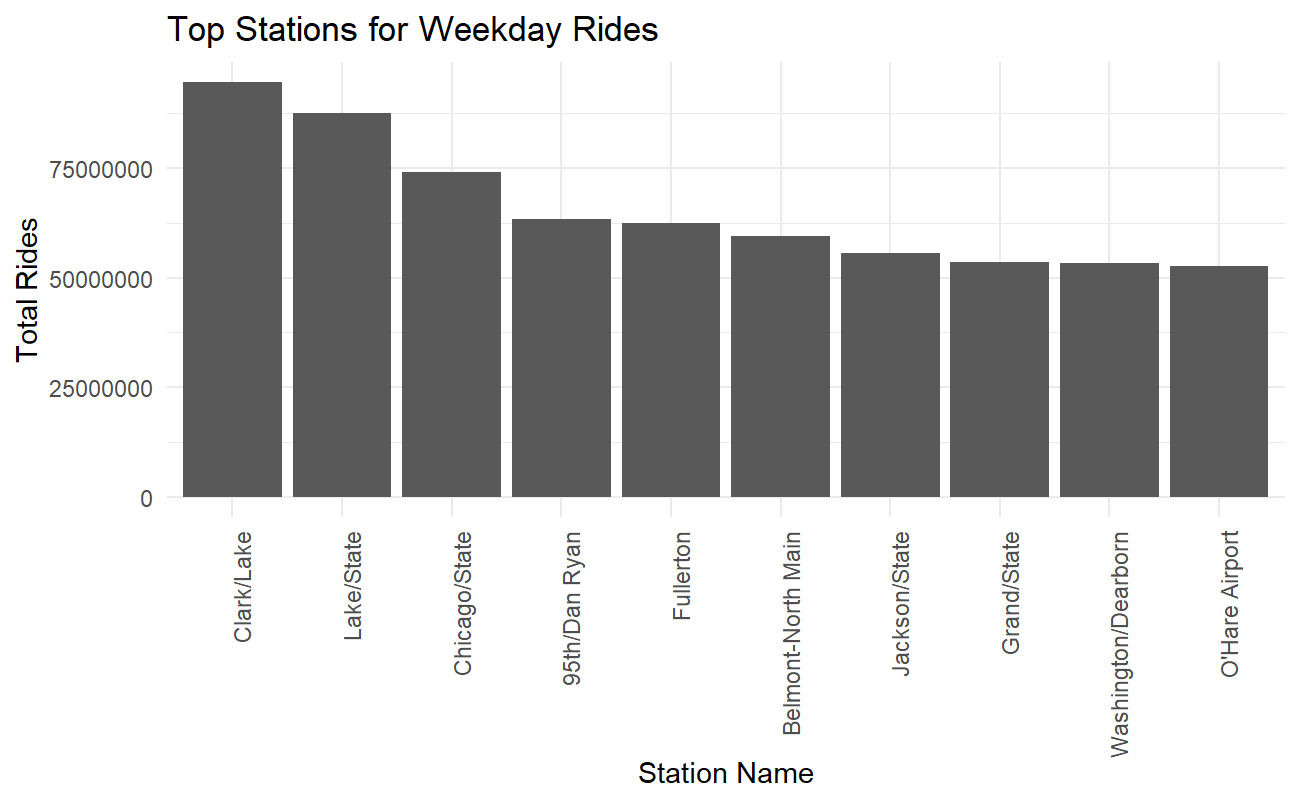 Top Stations for Weekday Rides
Total Rides
75000000
50000000
25000000
0
Clark/Lake
Lake/State
Chicago/State
95th/Dan Ryan
Fullerton
Belmont-North Main
Jackson/State
Grand/State
Washington/Dearborn
O'Hare Airport
Station Name